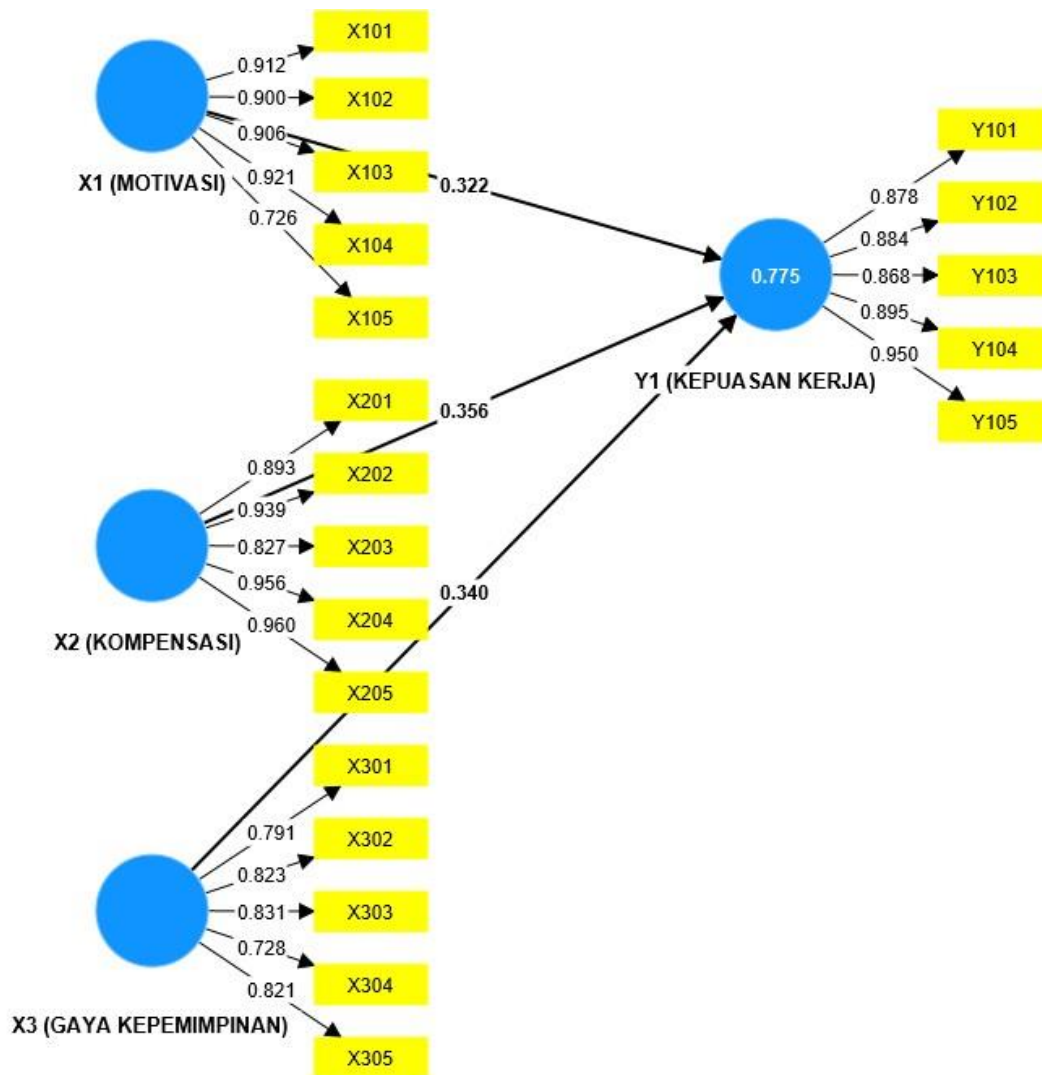 X101
0.912
X102
0.900
0.906
X103
X1 (MOTIVASI)
0.921
0.322
0.726
X104
X105
Y101
0.878
Y102
0.884
0.775
0.868
Y103
0.895
Y104
0.950
Y1 (KEPUASAN KERJA)
Y105
X201
0.356
0.893
X202
0.939
0.827
X203
0.956
0.340
X204
0.960
X2 (KOMPENSASI)
X205
X301
0.791
X302
0.823
0.831
X303
0.728
X304
0.821
X3 (GAYA KEPEMIMPINAN)
X305